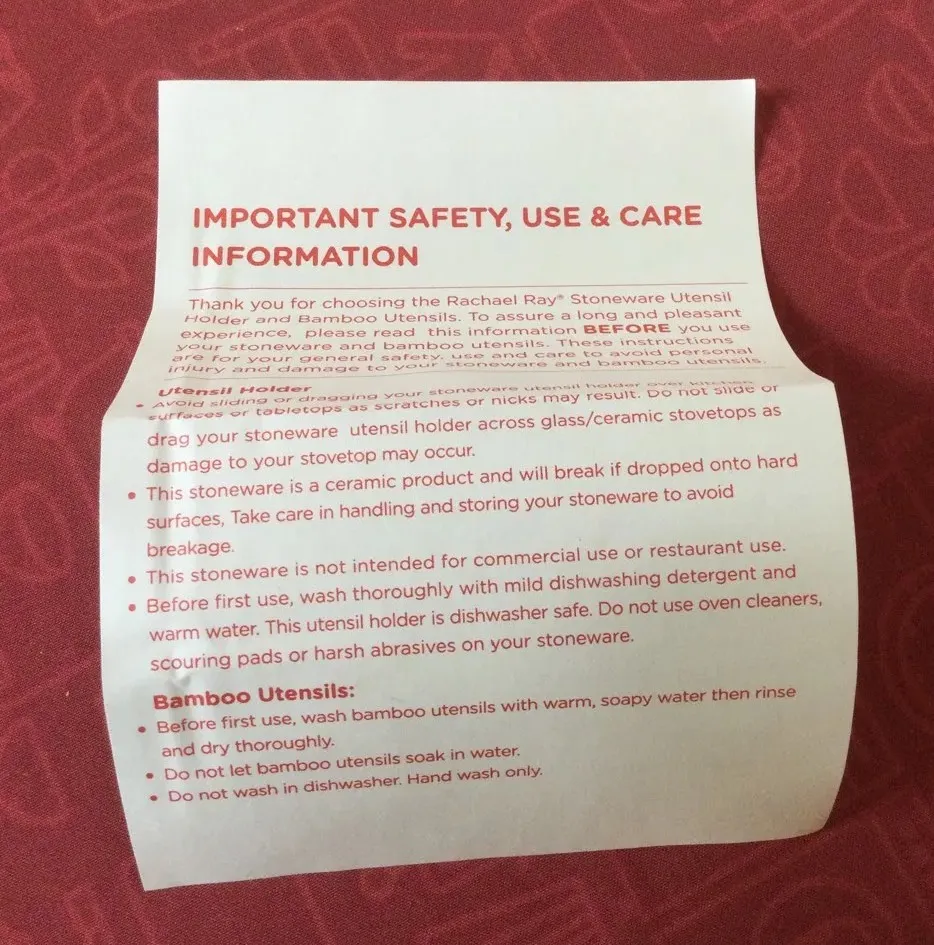 IMPORTANT SAFETY, USE & CARE
INFORMATION
Thank you for choosing the Rachael Ray® Stoneware Utensil
Holder and Bamboo Utensils. To assure a long and pleasant
experience, please read this information BEFORE you use
your stoneware and bamboo utensils. These instructions
are for your general safety, use and care to avoid personal
injury and damage to your stoneware and bamboo utensils.
Utensil Holder
• Avoid sliding or dragging your stoneware utensil holder over kitchen
surfaces or tabletops as scratches or nicks may result. Do not slide or
drag your stoneware utensil holder across glass/ceramic stovetops as
damage to your stovetop may occur.
• This stoneware is a ceramic product and will break if dropped onto hard
surfaces, Take care in handling and storing your stoneware to avoid
breakage.
• This stoneware is not intended for commercial use or restaurant use.
• Before first use, wash thoroughly with mild dishwashing detergent and
warm water. This utensil holder is dishwasher safe. Do not use oven cleaners,
scouring pads or harsh abrasives on your stoneware.
Bamboo Utensils:
• Before first use, wash bamboo utensils with warm, soapy water then rinse
and dry thoroughly.
• Do not let bamboo utensils soak in water.
• Do not wash in dishwasher. Hand wash only.